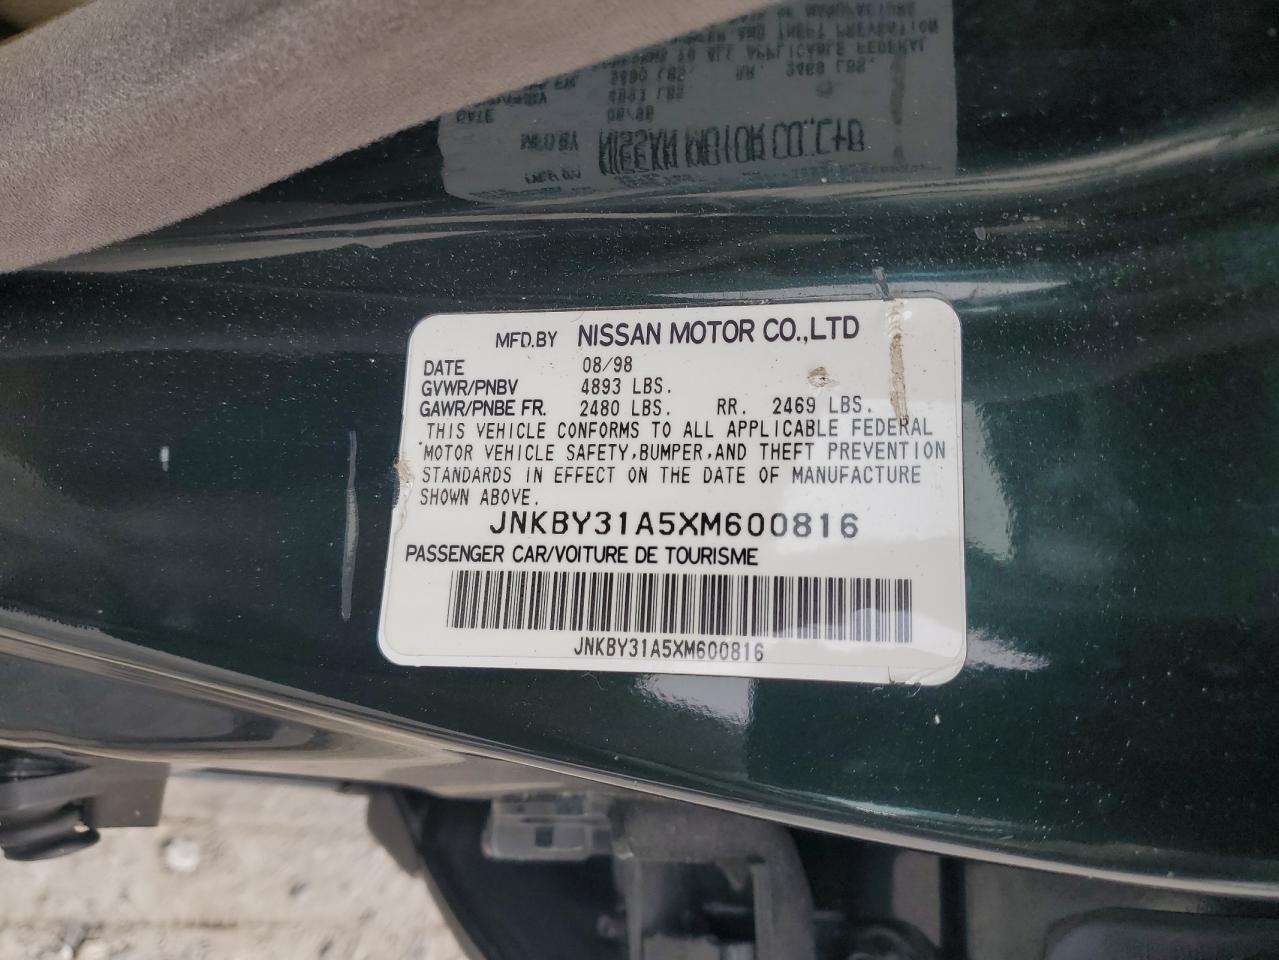 MFD.BY NISSAN MOTOR CO.,LTD
DATE 08/98
GVWR/PNBV 4893 LBS.
GAWR/PNBE FR. 2480 LBS. RR. 2469 LBS.
THIS VEHICLE CONFORMS TO ALL APPLICABLE FEDERAL
MOTOR VEHICLE SAFETY,BUMPER,AND THEFT PREVENTION
STANDARDS IN EFFECT ON THE DATE OF MANUFACTURE
SHOWN ABOVE.
JNKBY31A5XM600816
PASSENGER CAR/VOITURE DE TOURISME
JNKBY31A5XM600816